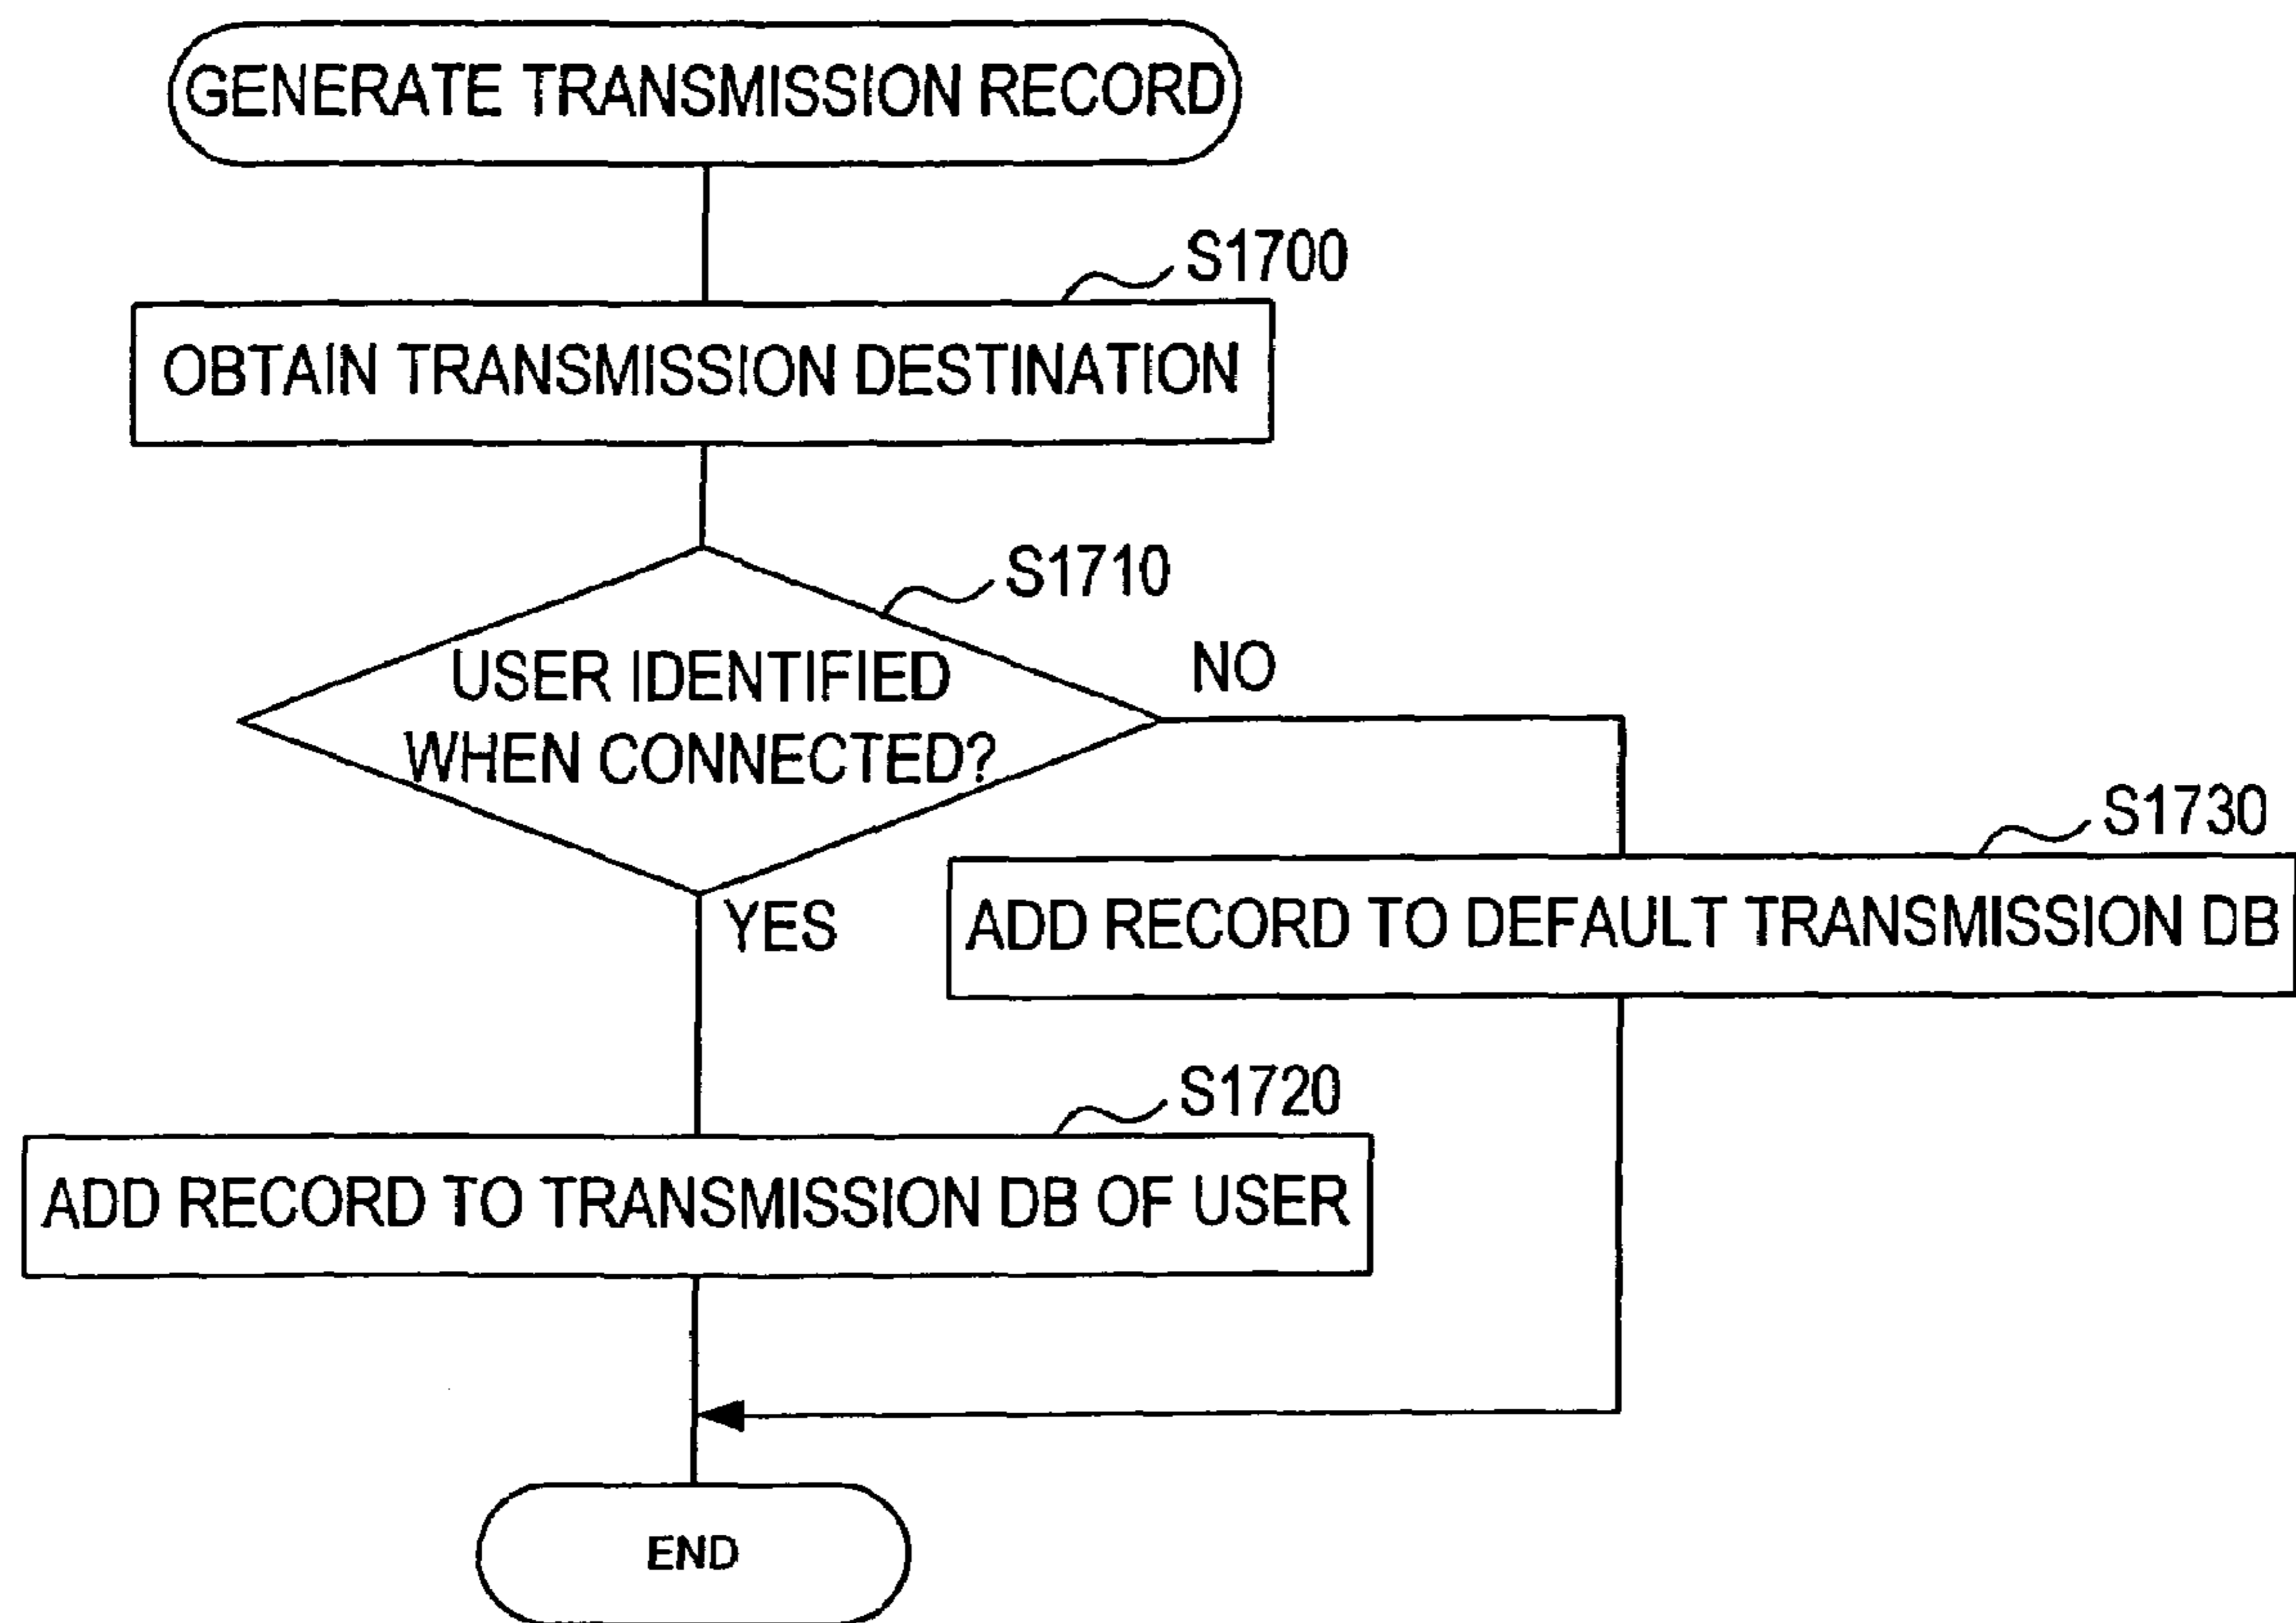 GENERATE TRANSMISSION RECORD
S1700
OBTAIN TRANSMISSION DESTINATION
S1710
USER IDENTIFIED
WHEN CONNECTED?
NO
YES
S1730
ADD RECORD TO DEFAULT TRANSMISSION DB
S1720
ADD RECORD TO TRANSMISSION DB OF USER
END